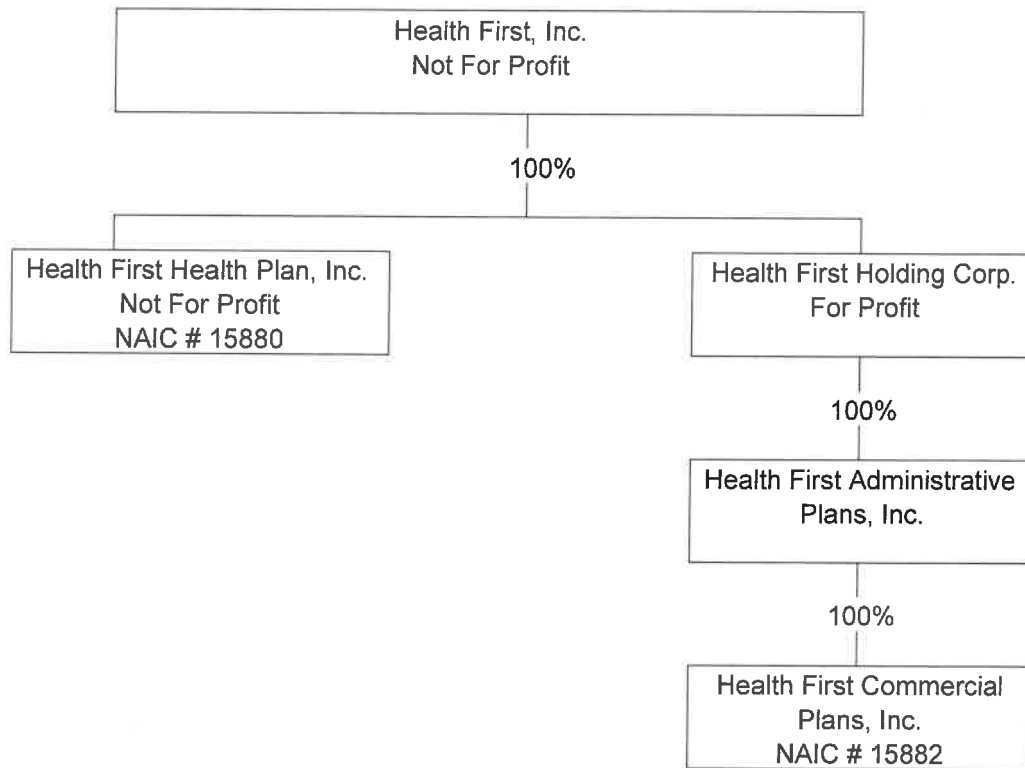 Health First, Inc.
Not For Profit
100%
Health First Health Plan, Inc.
Not For Profit
NAIC # 15880
Health First Holding Corp.
For Profit
100%
Health First Administrative
Plans, Inc.
100%
Health First Commercial
Plans, Inc.
NAIC # 15882